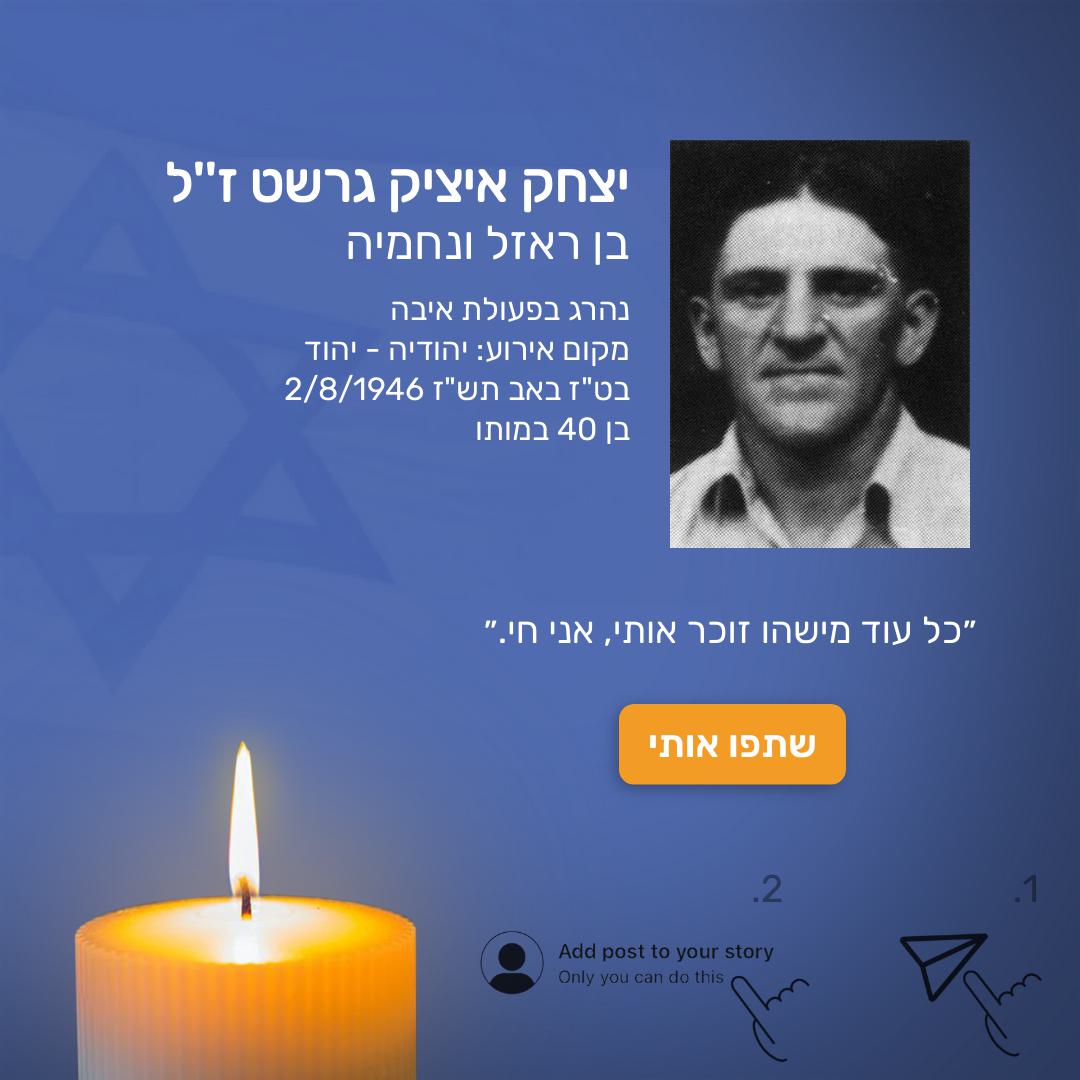 יצחק איציק גרשט ז"ל
בן ראזל ונחמיה
נהרג בפעולת איבה
מקום אירוע: יהודיה - יהוד
בט"ז באב תש"ז 2/8/1946
בן 40 במותו
״כל עוד מישהו זוכר אותי, אני חי.״
שתפו אותי
1.
2.
Add post to your story
Only you can do this